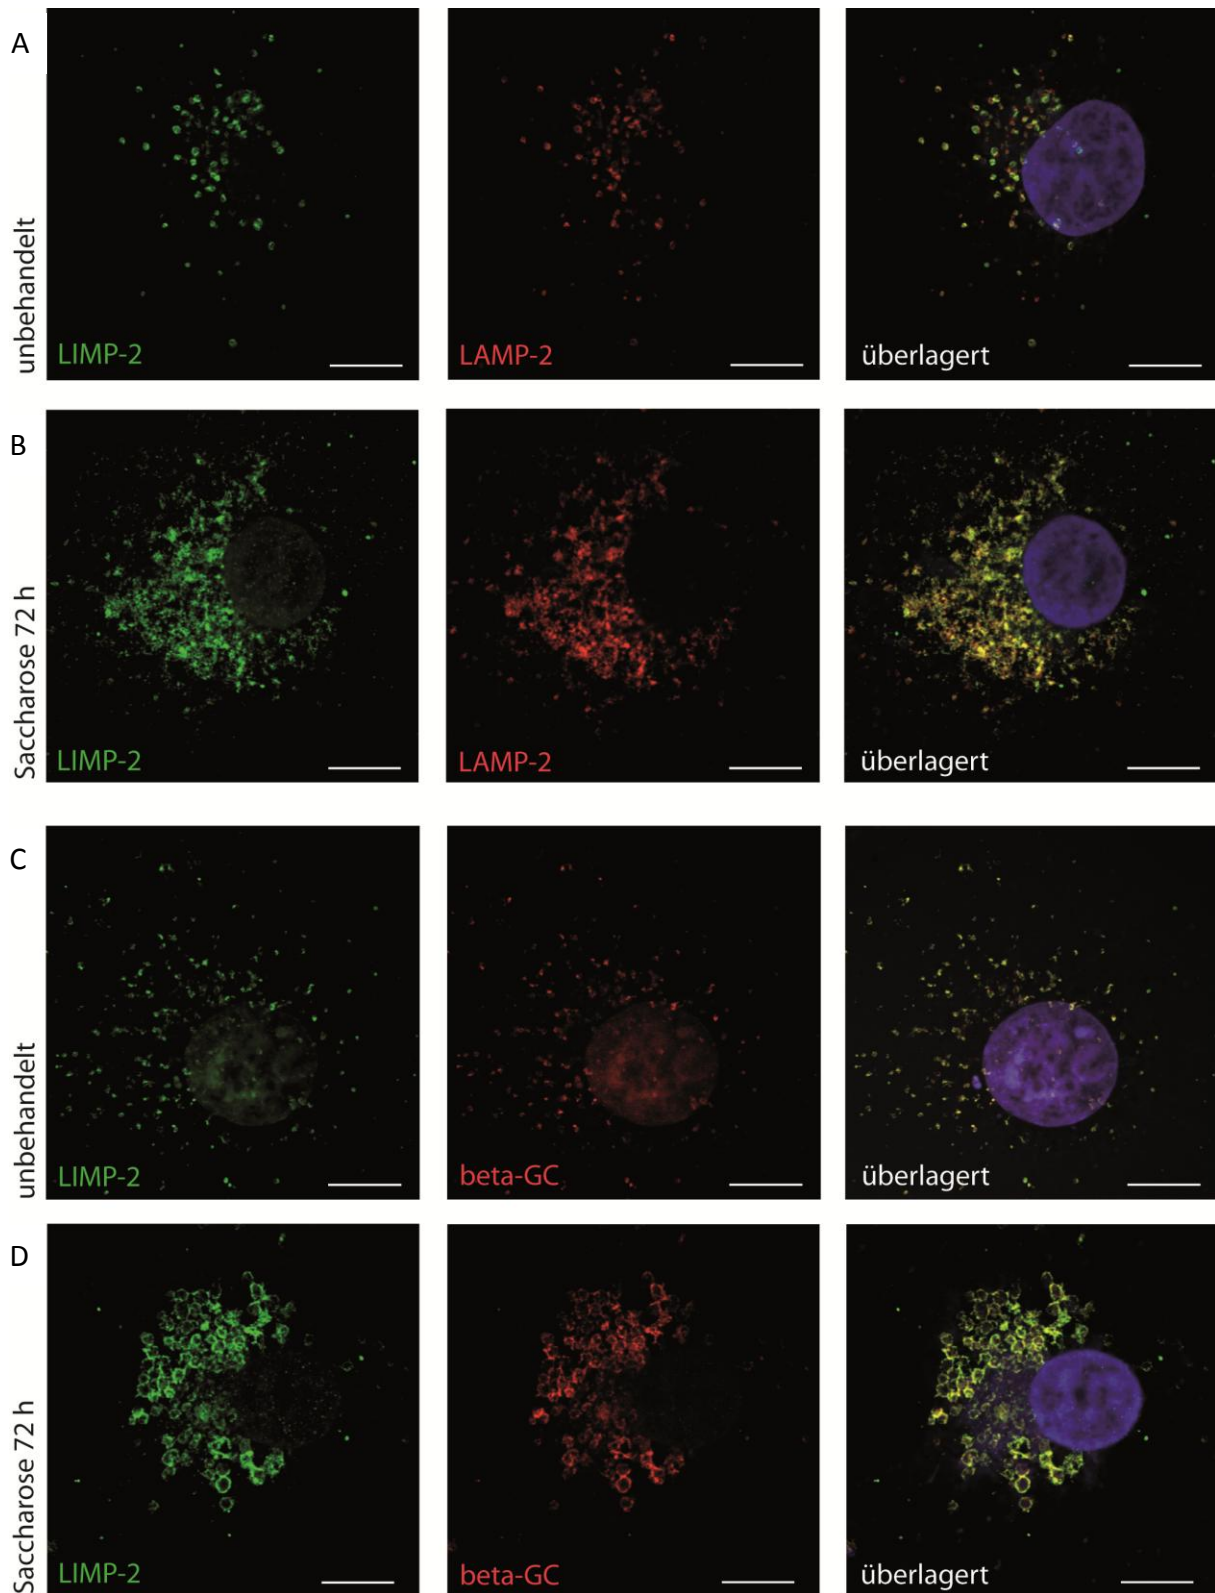 A
unbehandelt
LIMP-2
LAMP-2
überlagert
B
Saccharose 72 h
LIMP-2
LAMP-2
überlagert
C
unbehandelt
LIMP-2
beta-GC
überlagert
D
Saccharose 72 h
LIMP-2
beta-GC
überlagert